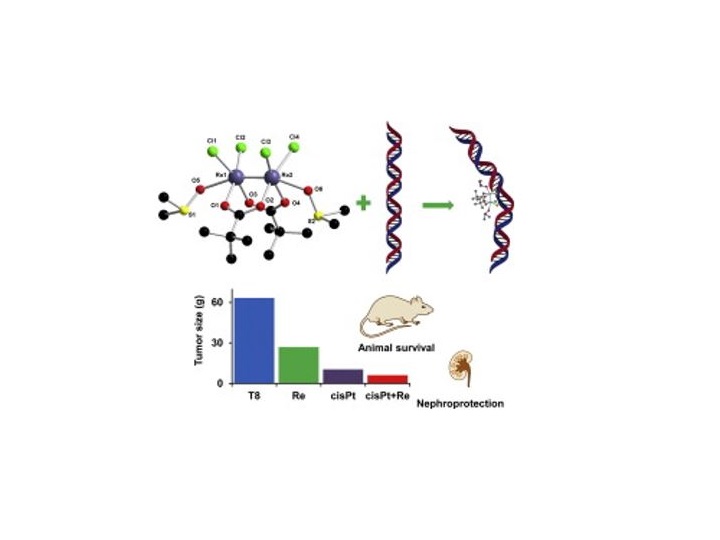 Cl1 Cl2 Cl3 Cl4
Re1 Re2
O5 O6
O1 O3 O2 O4
S1 S2
Tumor size (g)
60
30
0
T8 Re cisPt cisPt+Re
Animal survival
Nephroprotection